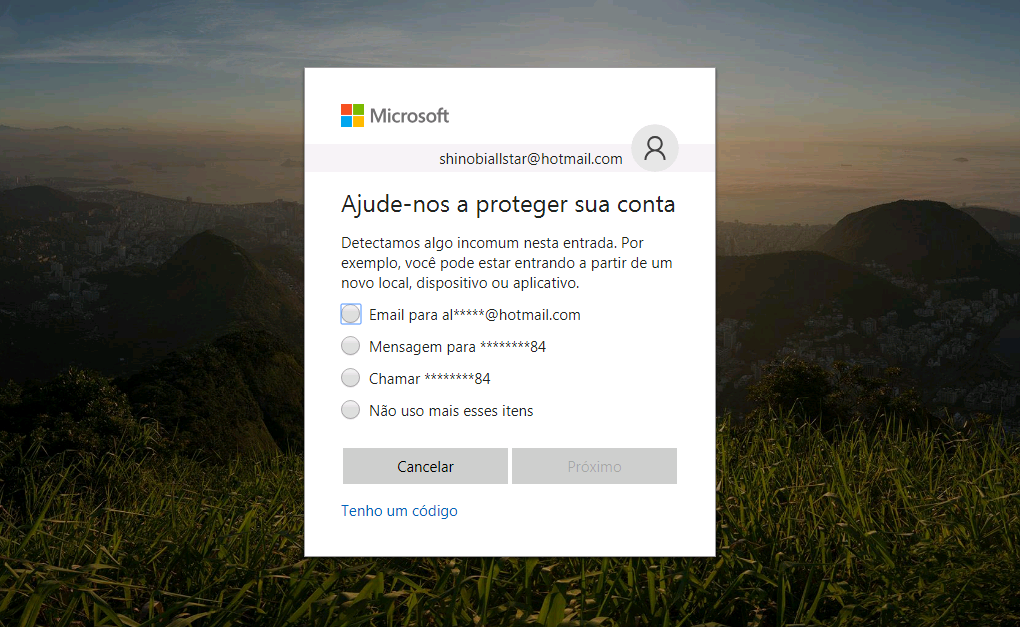 Microsoft
shinobiallstar@hotmail.com
Ajude-nos a proteger sua conta
Detectamos algo incomum nesta entrada. Por
exemplo, você pode estar entrando a partir de um
novo local, dispositivo ou aplicativo.
Email para al*****@hotmail.com
Mensagem para ********84
Chamar ********84
Não uso mais esses itens
Cancelar
Próximo
Tenho um código